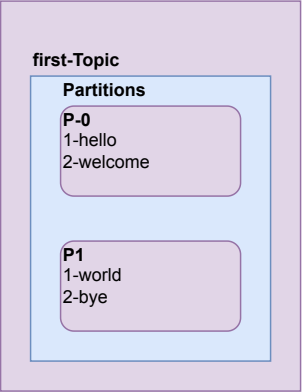 first-Topic
Partitions
P-0
1-hello
2-welcome
P1
1-world
2-bye